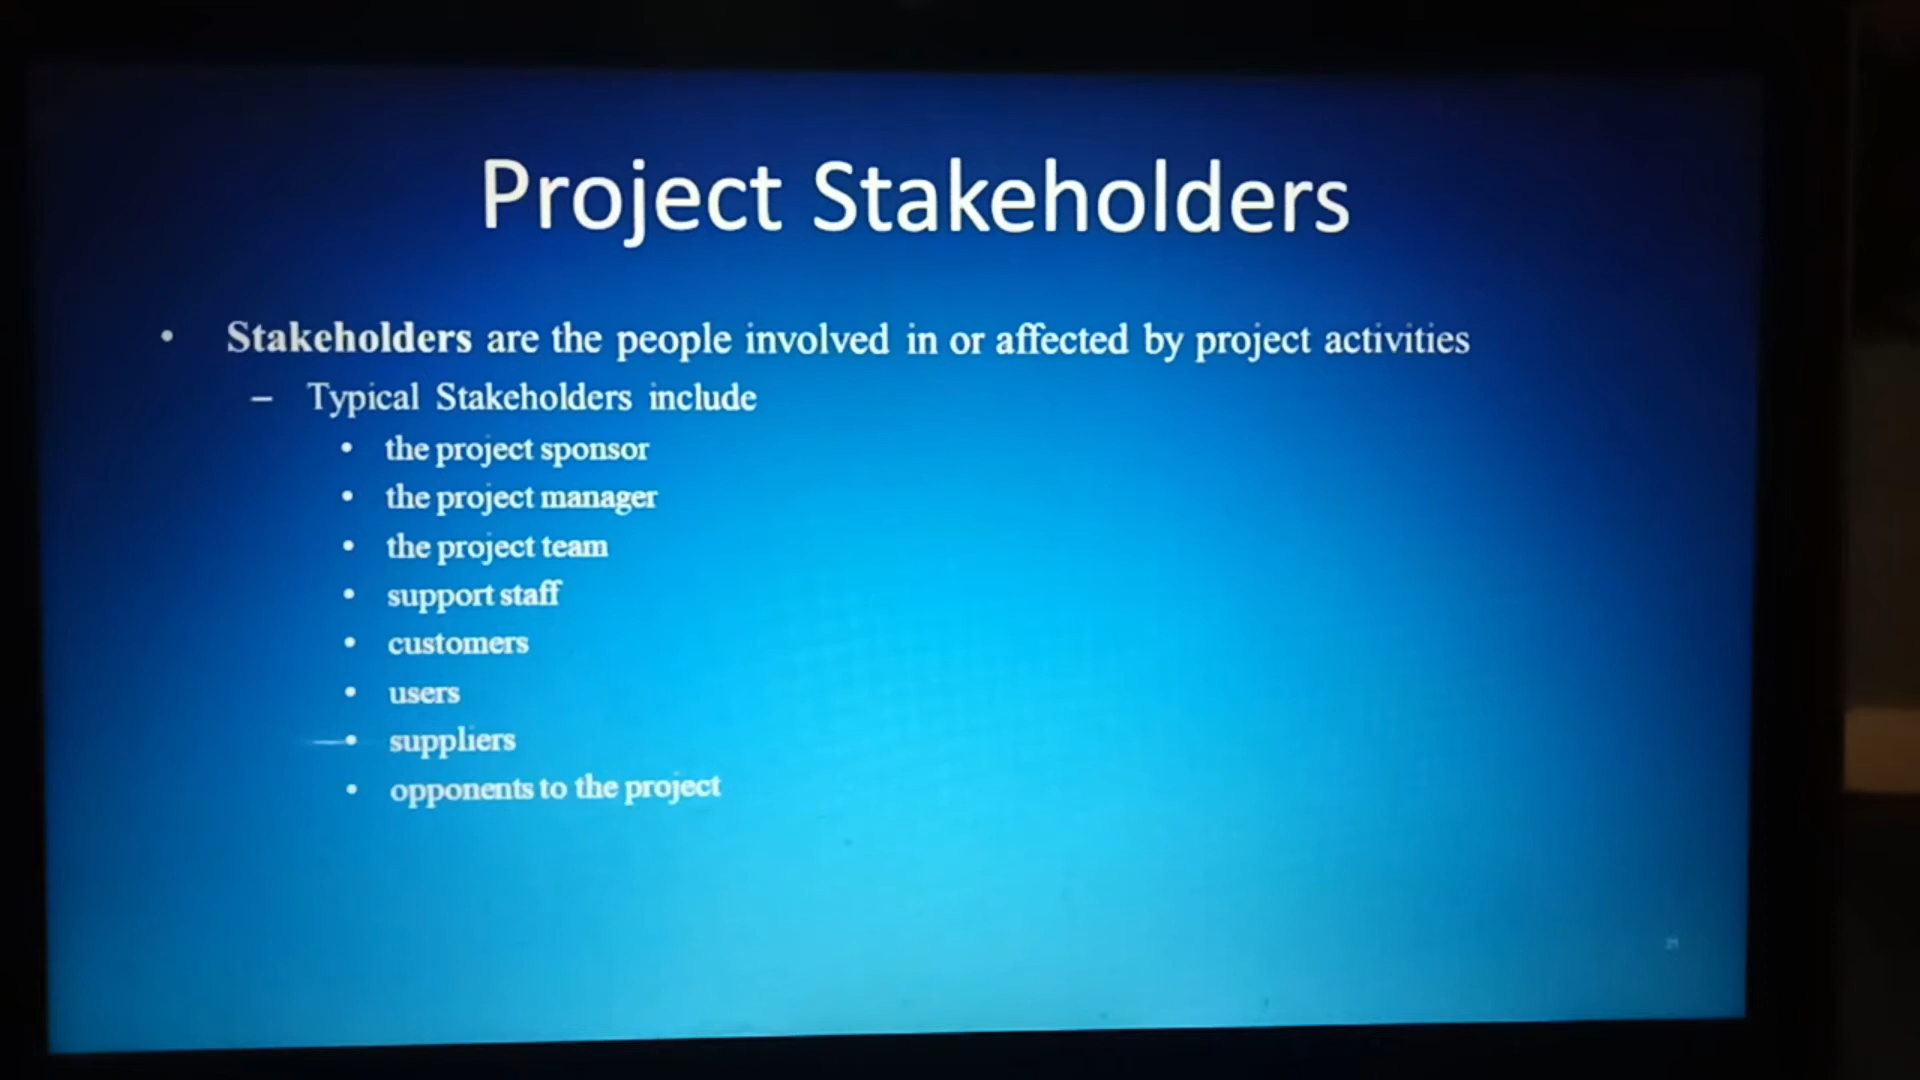 Project Stakeholders
• Stakeholders are the people involved in or affected by project activities
– Typical Stakeholders include
• the project sponsor
• the project manager
• the project team
• support staff
• customers
• users
• suppliers
• opponents to the project